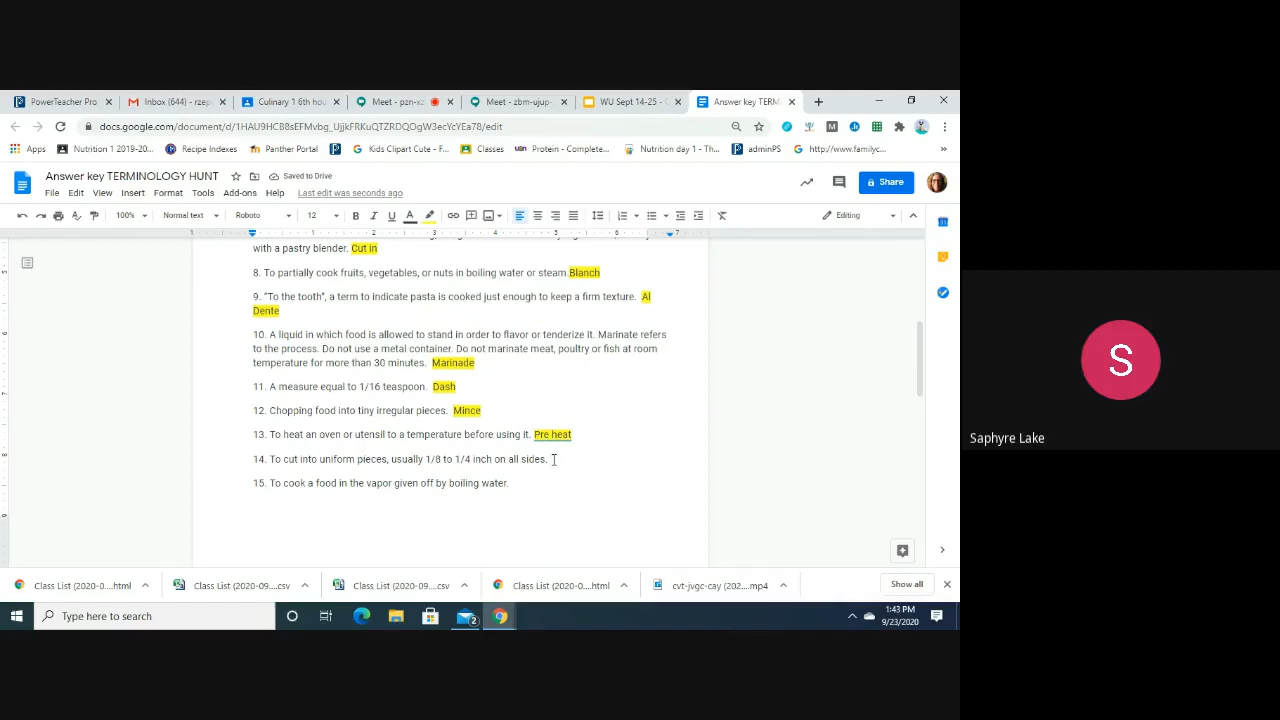 PowerTeacher Pro
Inbox (644) - rzep
Culinary 1 6th hou
Meet - pzn-xa
Meet - zbm-ujup-
WU Sept 14-25 - C
Answer key TERM
docs.google.com/document/d/1HAU9HCB8sEFMvbg_UjjkFRKuQTZRDQOgW3ecYcYEa78/edit
Apps
Nutrition 1 2019-20...
Recipe Indexes
Panther Portal
Kids Clipart Cute - F...
Classes
Protein - Complete...
Nutrition day 1 - Th...
adminPS
http://www.familyc...
Answer key TERMINOLOGY HUNT
Saved to Drive
File Edit View Insert Format Tools Add-ons Help Last edit was seconds ago
Share
100% Normal text Roboto 12 Editing
1 1 2 3 4 5 6 7
with a pastry blender. Cut in
8. To partially cook fruits, vegetables, or nuts in boiling water or steam.Blanch
9. “To the tooth”, a term to indicate pasta is cooked just enough to keep a firm texture. Al
Dente
10. A liquid in which food is allowed to stand in order to flavor or tenderize it. Marinate refers
to the process. Do not use a metal container. Do not marinate meat, poultry or fish at room
temperature for more than 30 minutes. Marinade
11. A measure equal to 1/16 teaspoon. Dash
12. Chopping food into tiny irregular pieces. Mince
13. To heat an oven or utensil to a temperature before using it. Pre heat
14. To cut into uniform pieces, usually 1/8 to 1/4 inch on all sides.
15. To cook a food in the vapor given off by boiling water.
S
Saphyre Lake
Class List (2020-0....html
Class List (2020-09....csv
Class List (2020-09....csv
Class List (2020-0....html
cvt-jvgc-cay (202....mp4
Show all
Type here to search
2
1:43 PM
9/23/2020